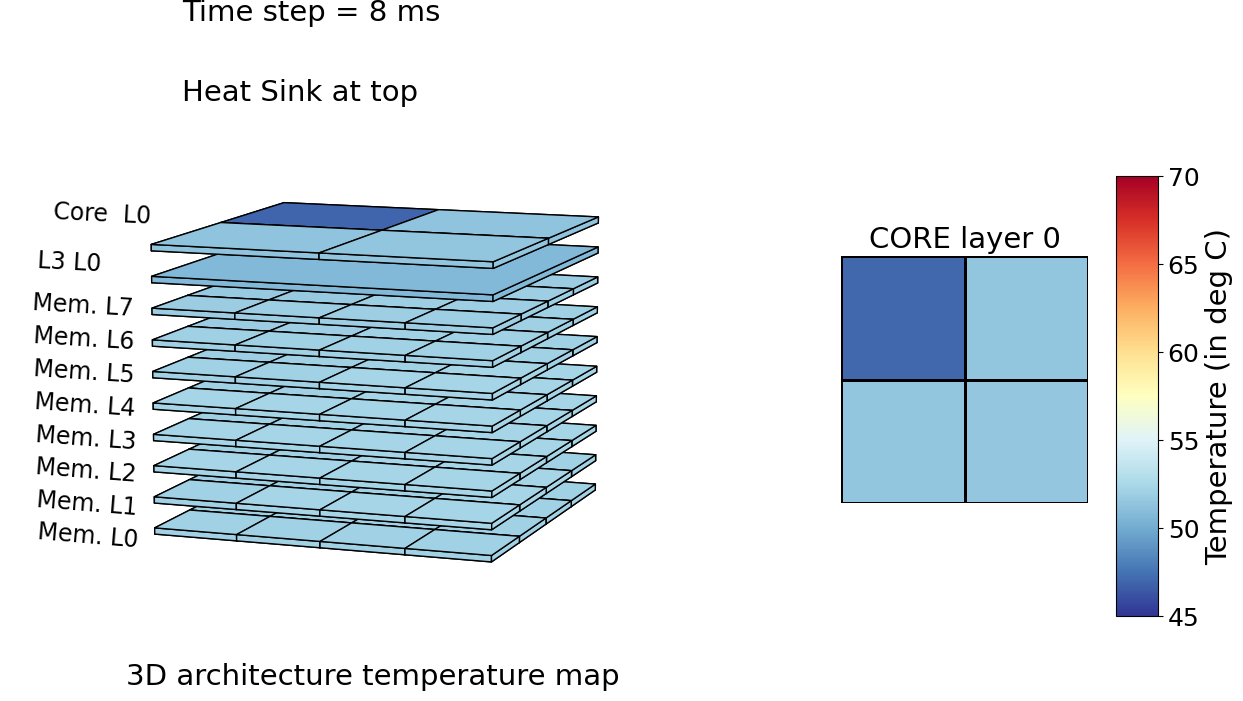 Time step = 8 ms
Heat Sink at top
Core  L0
L3 L0
Mem. L7
Mem. L6
Mem. L5
Mem. L4
Mem. L3
Mem. L2
Mem. L1
Mem. L0
3D architecture temperature map
CORE layer 0
70
65
60
55
50
45
Temperature (in deg C)